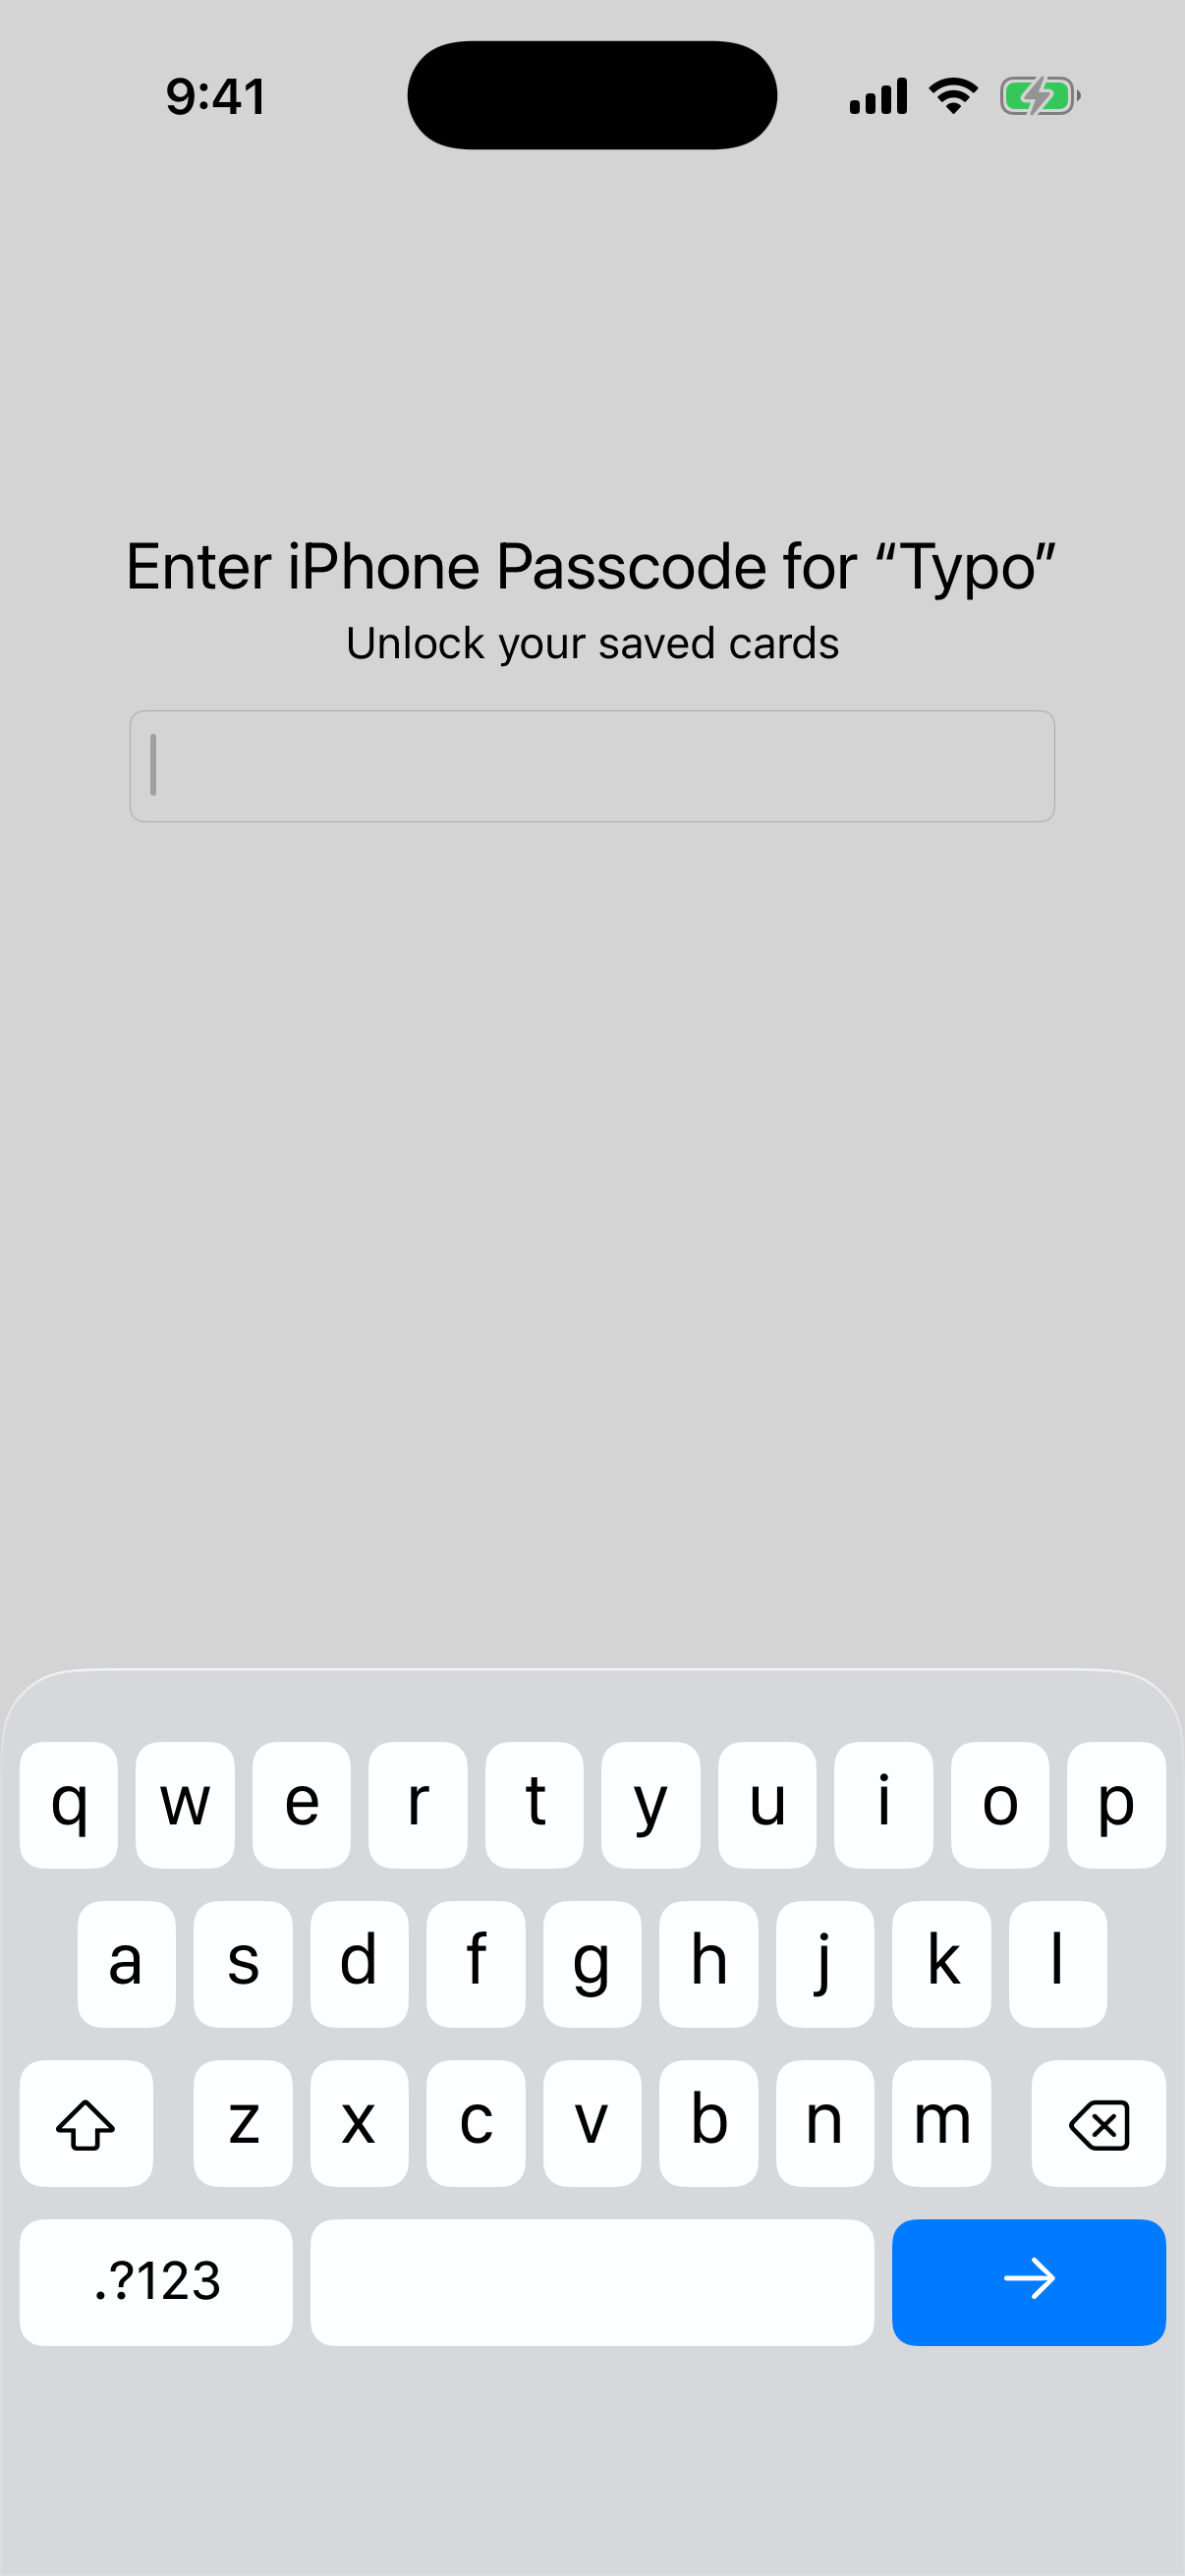 9:41
Enter iPhone Passcode for “Typo”
Unlock your saved cards
q w e r t y u i o p
a s d f g h j k l
z x c v b n m
.?123